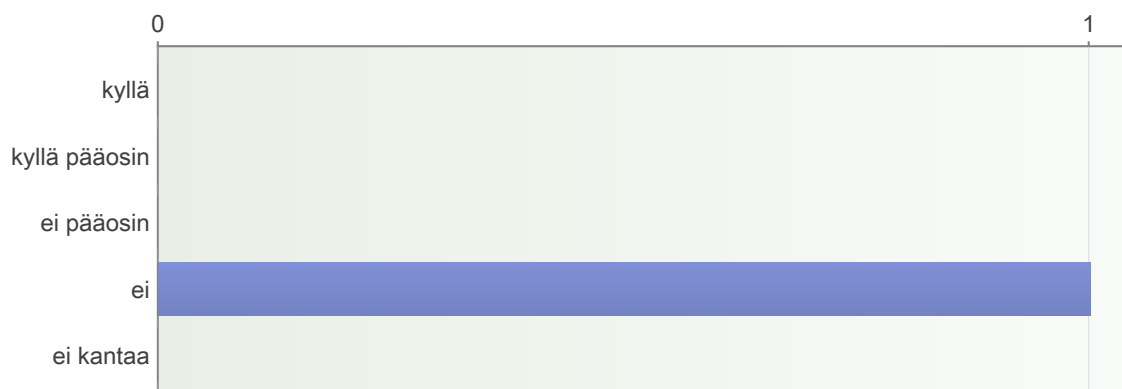 0 1
kyllä
kyllä pääosin
ei pääosin
ei
ei kantaa